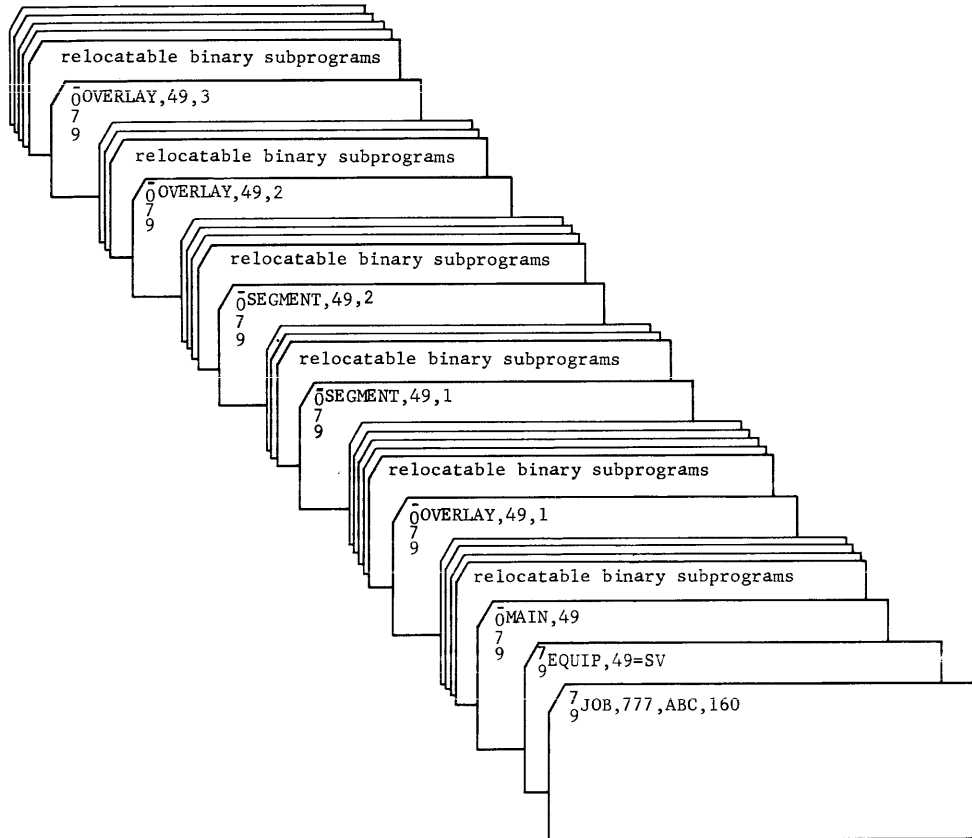 relocatable binary subprograms
0̄OVERLAY,49,3
7
9
relocatable binary subprograms
0̄OVERLAY,49,2
7
9
relocatable binary subprograms
0̄SEGMENT,49,2
7
9
relocatable binary subprograms
0̄SEGMENT,49,1
7
9
relocatable binary subprograms
0̄OVERLAY,49,1
7
9
relocatable binary subprograms
0̄MAIN,49
7
9
7
9EQUIP,49=SV
7
9JOB,777,ABC,160